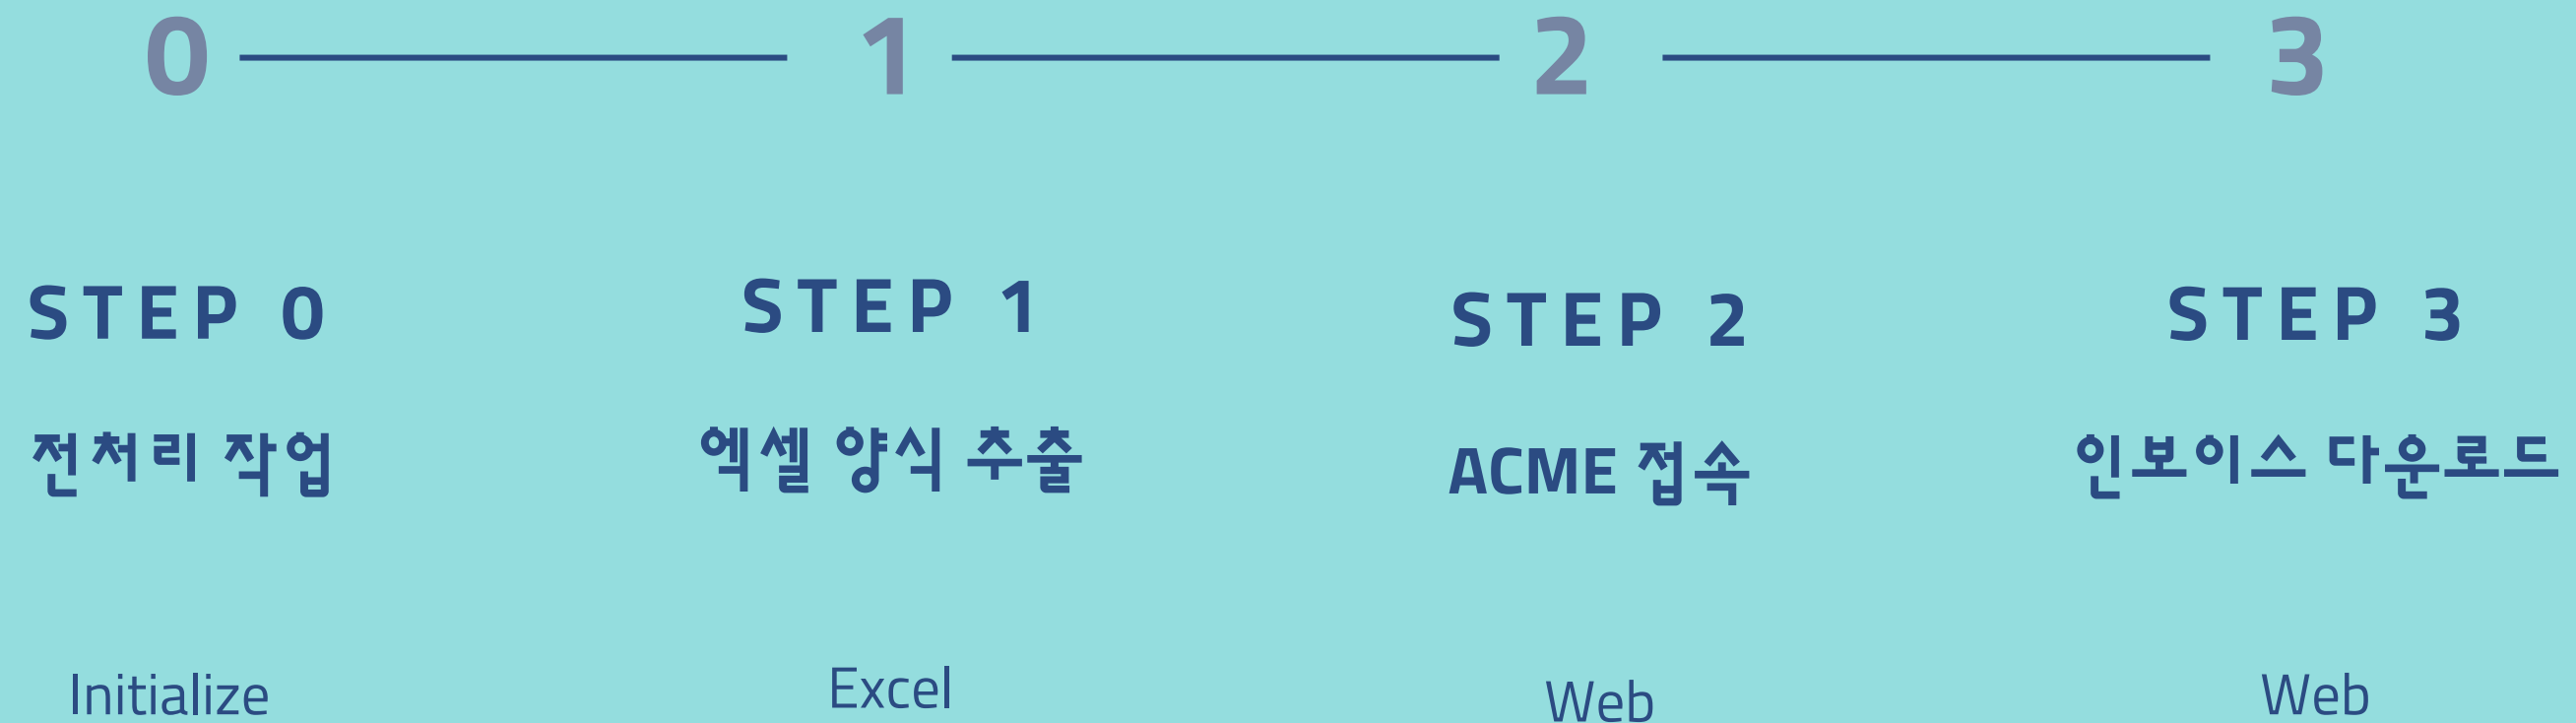 0 1 2 3
STEP 0 STEP 1 STEP 2 STEP 3
전처리 작업 엑셀 양식 추출 ACME 접속 인보이스 다운로드
Initialize Excel Web Web